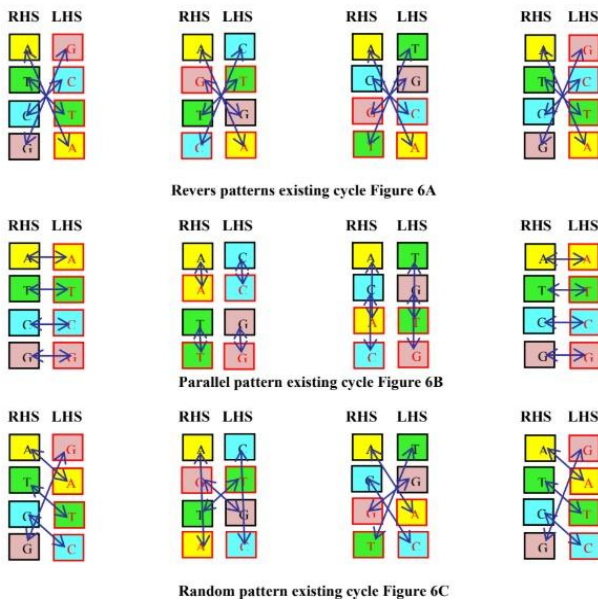 RHS LHS RHS LHS RHS LHS RHS LHS
A G A C A T A G
T C G T C G T C
C T T G G C C T
G A C A T A G A
Revers patterns existing cycle Figure 6A
RHS LHS RHS LHS RHS LHS RHS LHS
A A A C A T A A
T T A C C G T T
C C T G A T C C
G G T G C G G G
Parallel pattern existing cycle Figure 6B
RHS LHS RHS LHS RHS LHS RHS LHS
A G A C A T A G
T A G T C G T A
C T T G G A C T
G C A C T C G C
Random pattern existing cycle Figure 6C